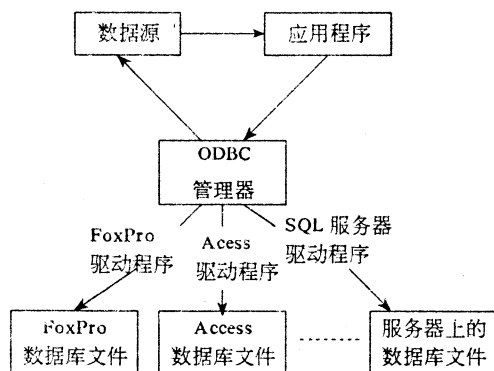 数据源
应用程序
ODBC
管理器
FoxPro
驱动程序
Acess
驱动程序
SQL 服务器
驱动程序
FoxPro
数据库文件
Access
数据库文件
服务器上的
数据库文件